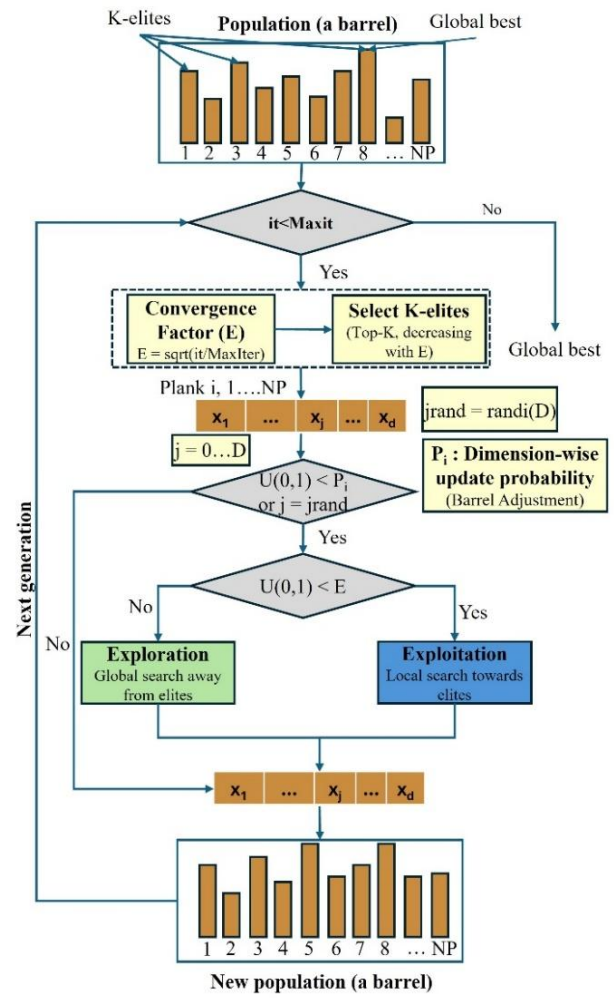 K-elites
Population (a barrel)
Global best
1 2 3 4 5 6 7 8 ... NP
it<Maxit
No
Yes
Convergence
Factor (E)
E = sqrt(it/MaxIter)
Select K-elites
(Top-K, decreasing
with E)
Global best
Plank i, 1....NP
x1 ... xj ... xd
jrand = randi(D)
j = 0...D
Pi : Dimension-wise
update probability
(Barrel Adjustment)
U(0,1) < Pi
or j = jrand
Yes
Next generation
No
U(0,1) < E
No
Yes
Exploration
Global search away
from elites
Exploitation
Local search towards
elites
x1 ... xj ... xd
1 2 3 4 5 6 7 8 ... NP
New population (a barrel)